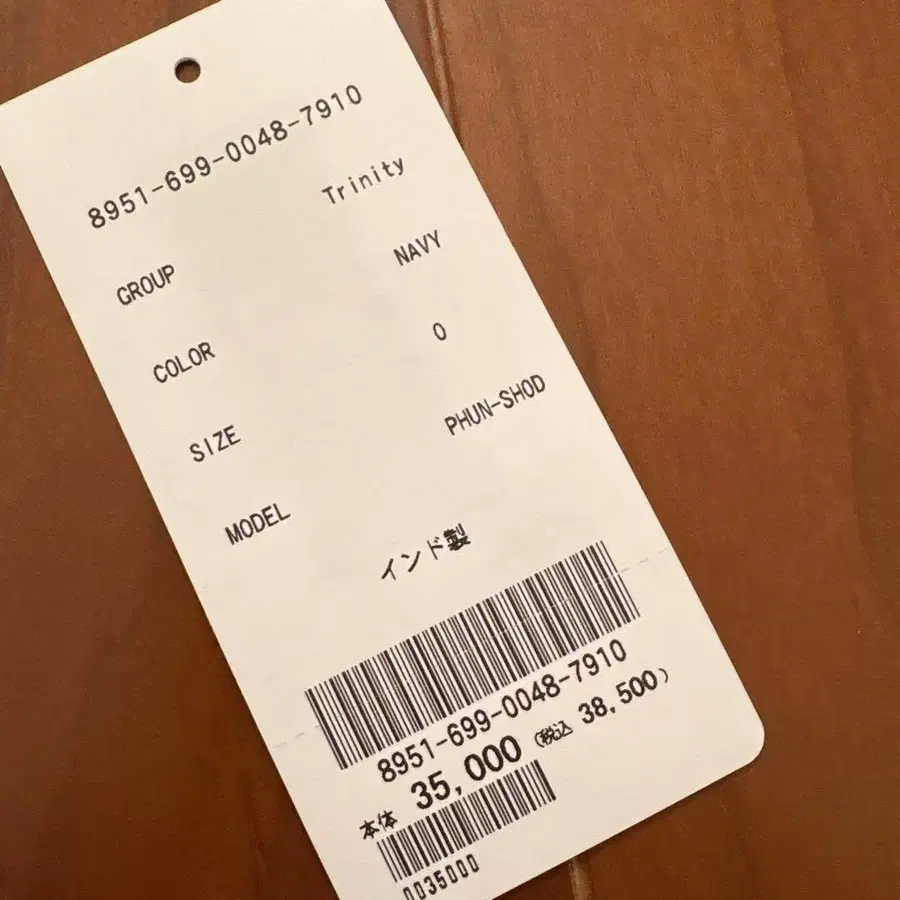 8951-699-0048-7910
GROUP Trinity
COLOR NAVY
SIZE 0
MODEL PHUN-SHOD
インド製
8951-699-0048-7910
本体 35,000 (税込 38,500)
0035000